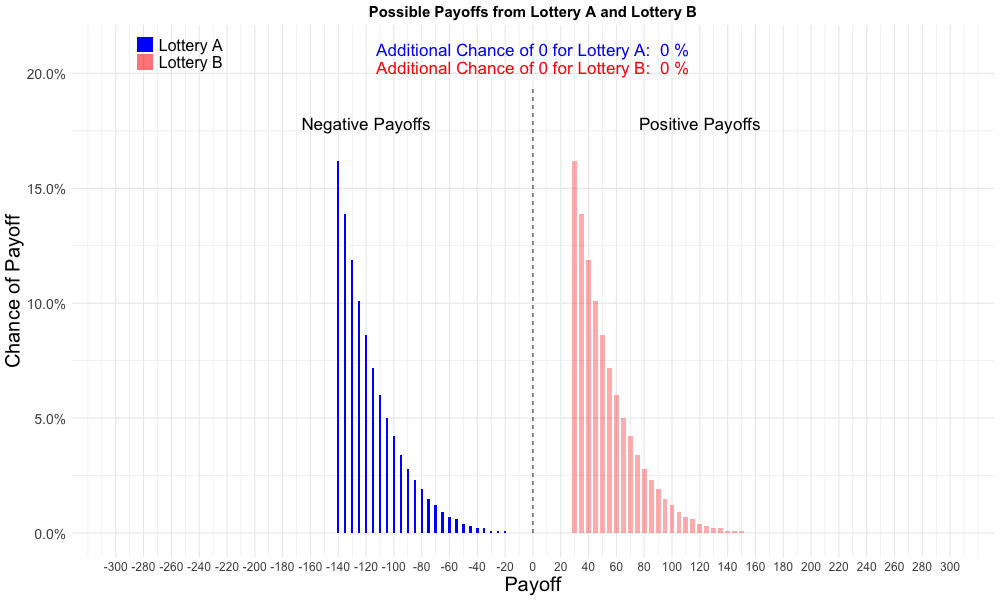 Possible Payoffs from Lottery A and Lottery B
Lottery A
Lottery B
Additional Chance of 0 for Lottery A:  0 %
Additional Chance of 0 for Lottery B:  0 %
Negative Payoffs
Positive Payoffs
Chance of Payoff
20.0%
15.0%
10.0%
5.0%
0.0%
-300 -280 -260 -240 -220 -200 -180 -160 -140 -120 -100 -80 -60 -40 -20 0 20 40 60 80 100 120 140 160 180 200 220 240 260 280 300
Payoff